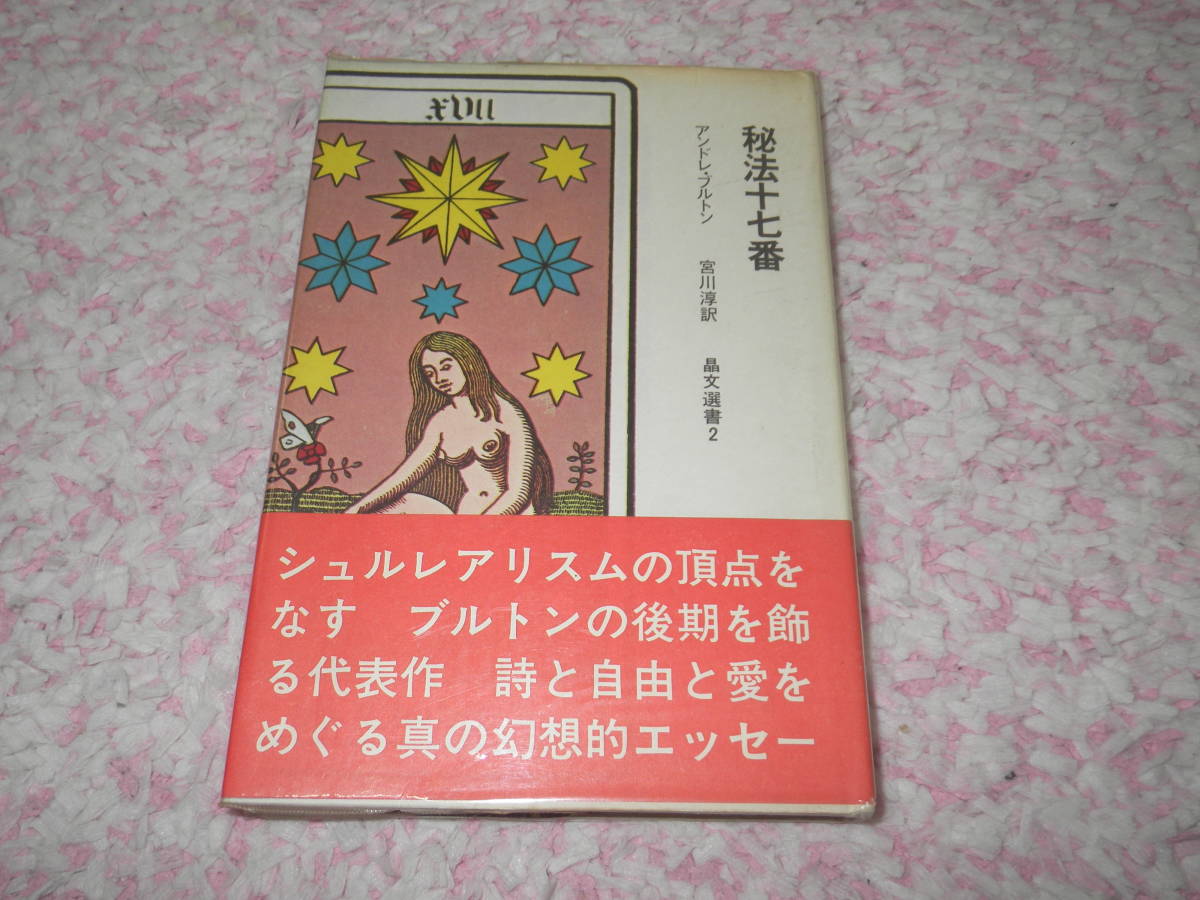 XVII
秘法十七番
アンドレ・ブルトン
宮川淳訳
晶文選書2
シュルレアリスムの頂点を
なす　ブルトンの後期を飾
る代表作　詩と自由と愛を
めぐる真の幻想的エッセー